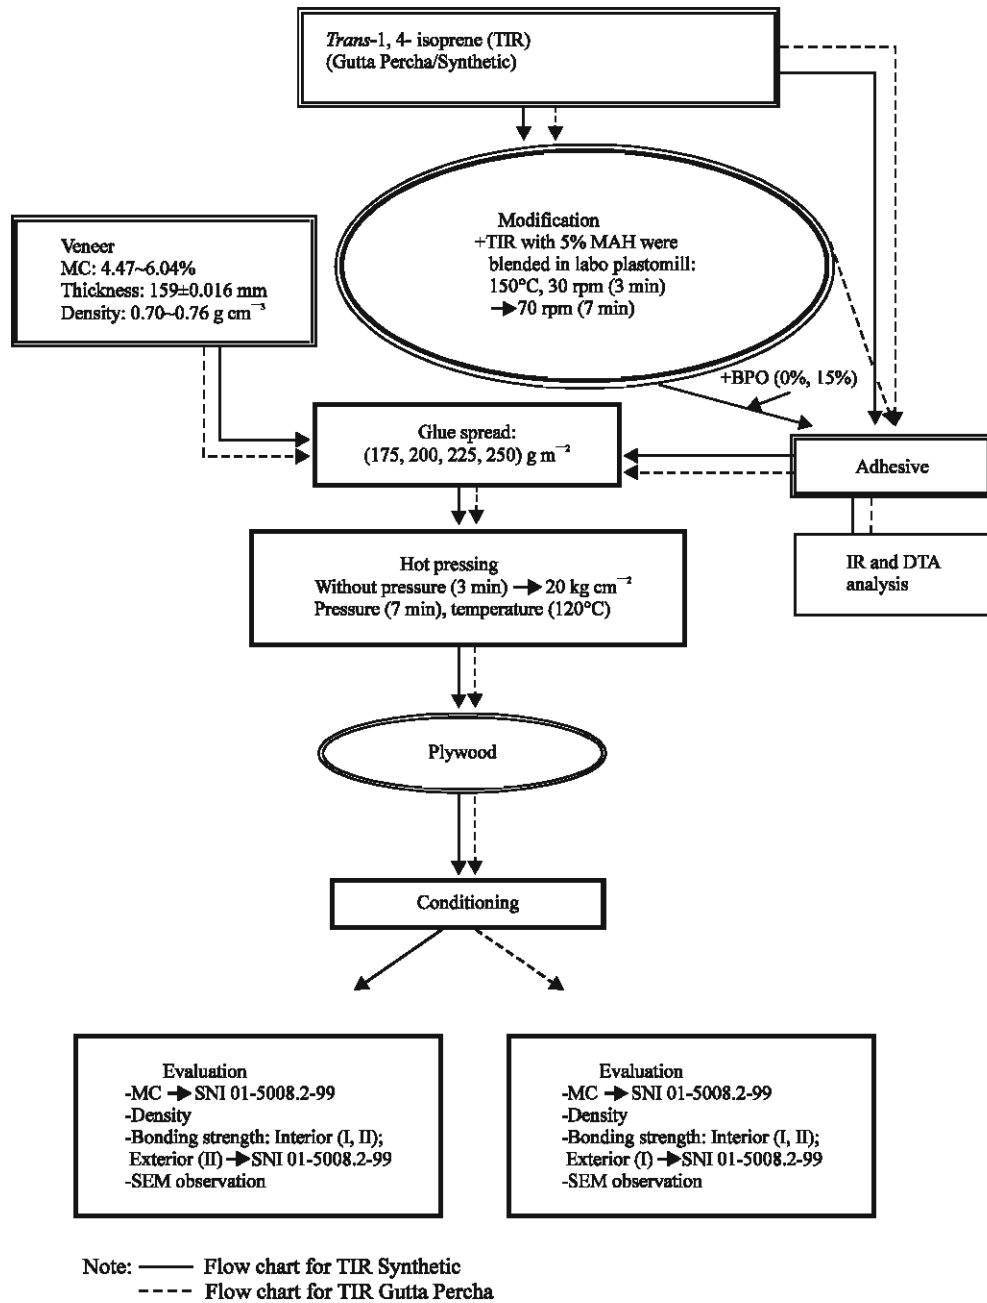 Trans-1, 4- isoprene (TIR)
(Gutta Percha/Synthetic)
Modification
+TIR with 5% MAH were
blended in labo plastomill:
150°C, 30 rpm (3 min)
→70 rpm (7 min)
Veneer
MC: 4.47~6.04%
Thickness: 159±0.016 mm
Density: 0.70~0.76 g cm⁻³
+BPO (0%, 15%)
Glue spread:
(175, 200, 225, 250) g m⁻²
Adhesive
IR and DTA
analysis
Hot pressing
Without pressure (3 min) → 20 kg cm⁻²
Pressure (7 min), temperature (120°C)
Plywood
Conditioning
Evaluation
-MC → SNI 01-5008.2-99
-Density
-Bonding strength: Interior (I, II);
Exterior (II) → SNI 01-5008.2-99
-SEM observation
Evaluation
-MC → SNI 01-5008.2-99
-Density
-Bonding strength: Interior (I, II);
Exterior (I) → SNI 01-5008.2-99
-SEM observation
Note: —— Flow chart for TIR Synthetic
---- Flow chart for TIR Gutta Percha